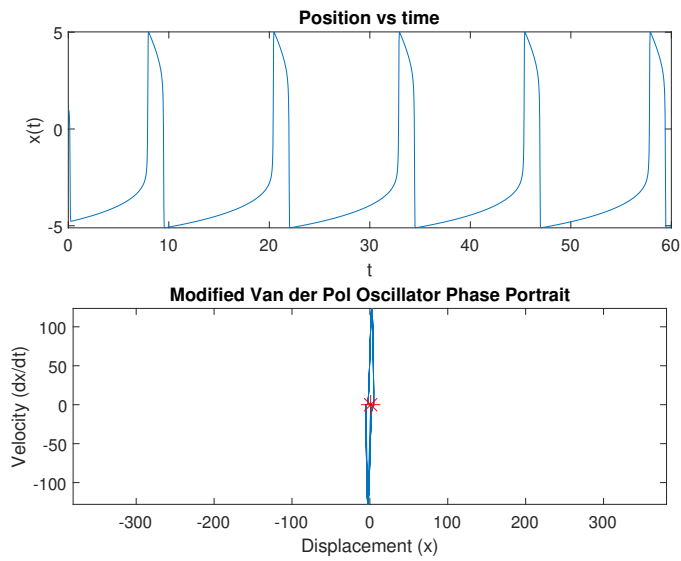 Position vs time
5
0
-5
x(t)
0 10 20 30 40 50 60
t
Modified Van der Pol Oscillator Phase Portrait
100
50
0
-50
-100
Velocity (dx/dt)
-300 -200 -100 0 100 200 300
Displacement (x)